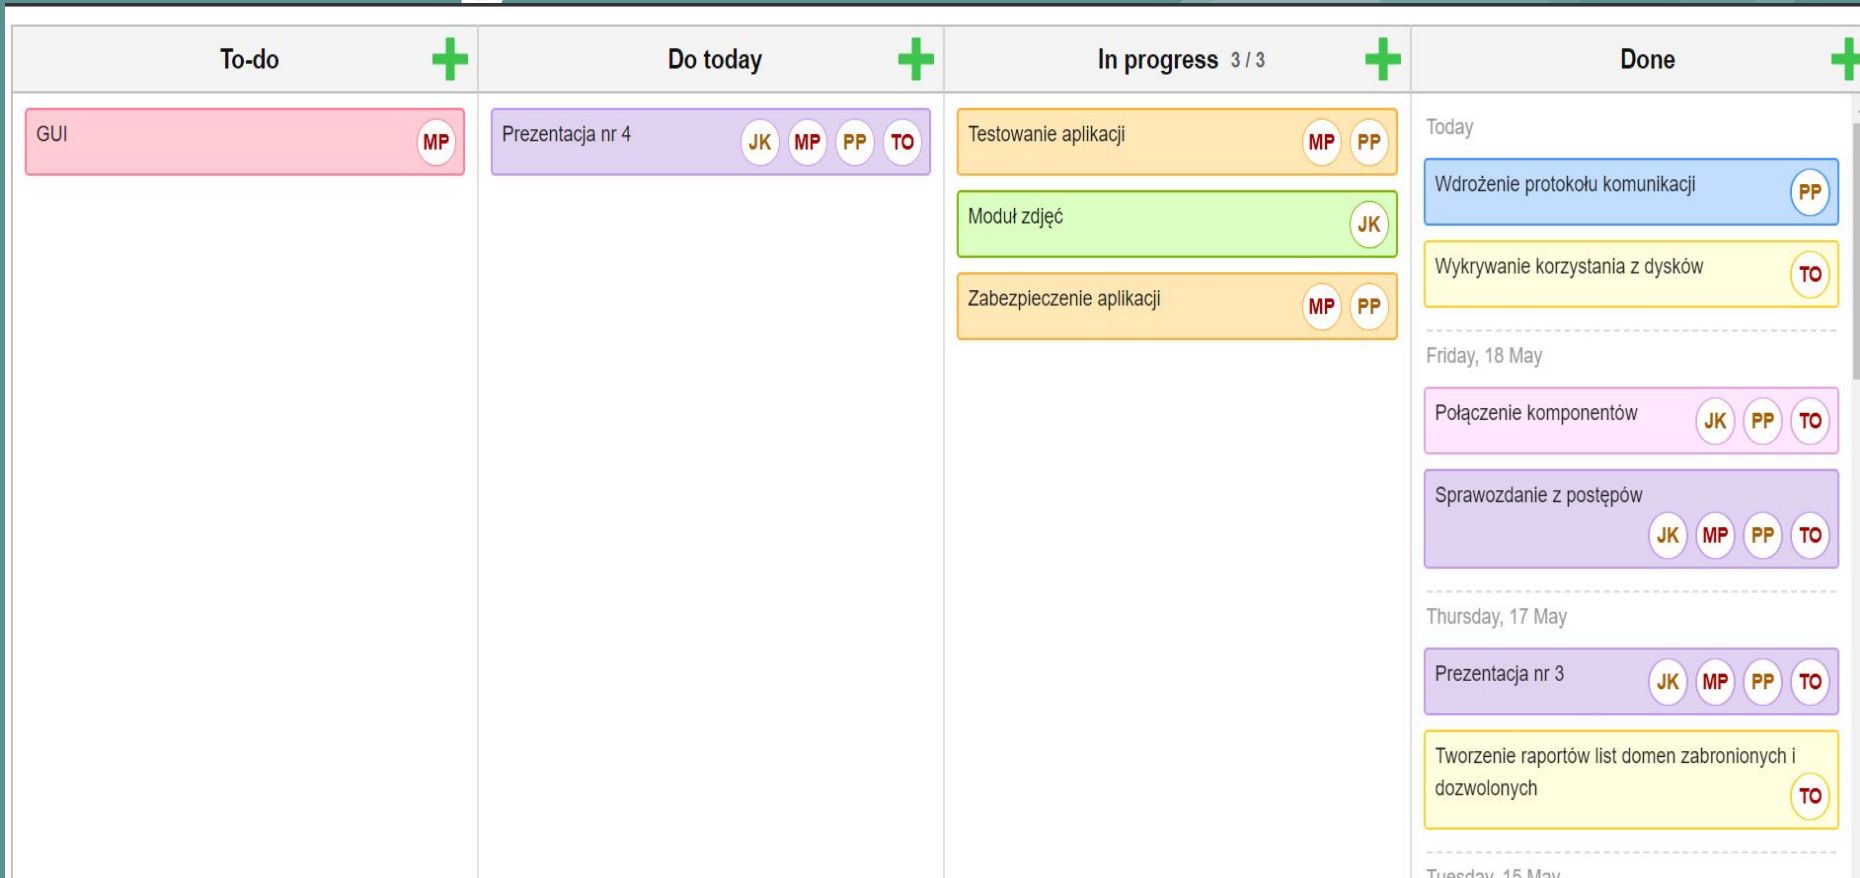 To-do
GUI
MP
Do today
Prezentacja nr 4
JK MP PP TO
In progress 3 / 3
Testowanie aplikacji
MP PP
Moduł zdjęć
JK
Zabezpieczenie aplikacji
MP PP
Done
Today
Wdrożenie protokołu komunikacji
PP
Wykrywanie korzystania z dysków
TO
Friday, 18 May
Połączenie komponentów
JK PP TO
Sprawozdanie z postępów
JK MP PP TO
Thursday, 17 May
Prezentacja nr 3
JK MP PP TO
Tworzenie raportów list domen zabronionych i
dozwolonych
TO
Tuesday, 15 May